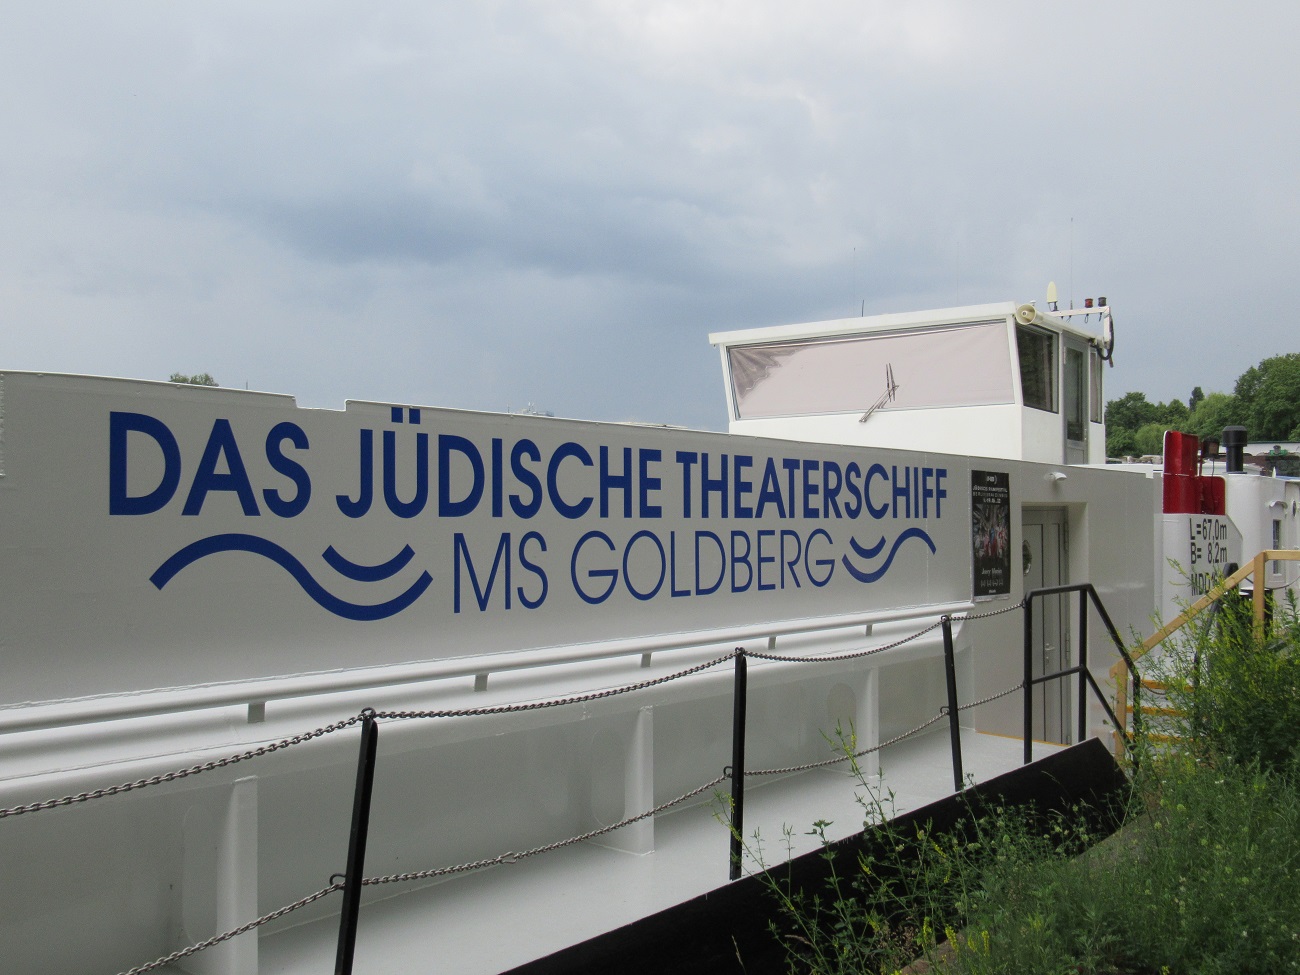 DAS JÜDISCHE THEATERSCHIFF
MS GOLDBERG
L=67,0m
B= 8,2m